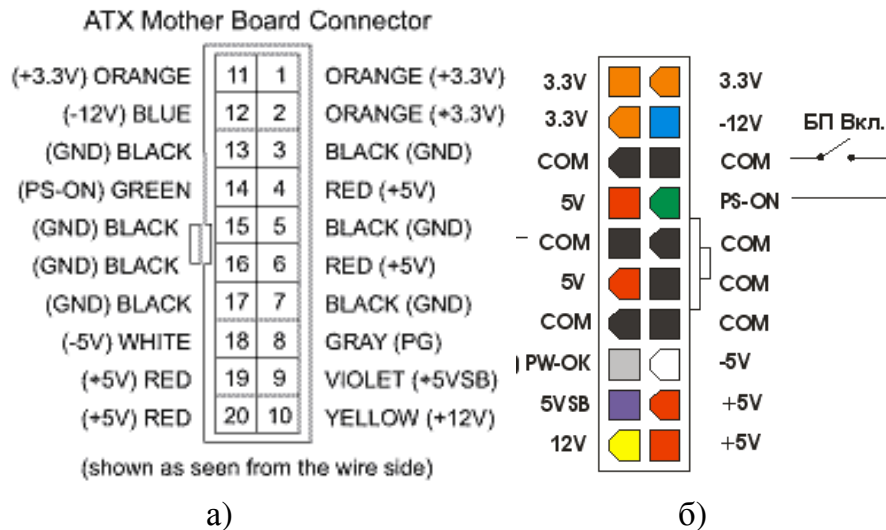 ATX Mother Board Connector
(+3.3V) ORANGE 11 1 ORANGE (+3.3V)
(-12V) BLUE 12 2 ORANGE (+3.3V)
(GND) BLACK 13 3 BLACK (GND)
(PS-ON) GREEN 14 4 RED (+5V)
(GND) BLACK 15 5 BLACK (GND)
(GND) BLACK 16 6 RED (+5V)
(GND) BLACK 17 7 BLACK (GND)
(-5V) WHITE 18 8 GRAY (PG)
(+5V) RED 19 9 VIOLET (+5VSB)
(+5V) RED 20 10 YELLOW (+12V)
(shown as seen from the wire side)
а)
3.3V 3.3V
3.3V -12V БП Вкл.
COM COM
5V PS-ON
COM COM
5V COM
COM COM
) PW-OK -5V
5VSB +5V
12V +5V
б)